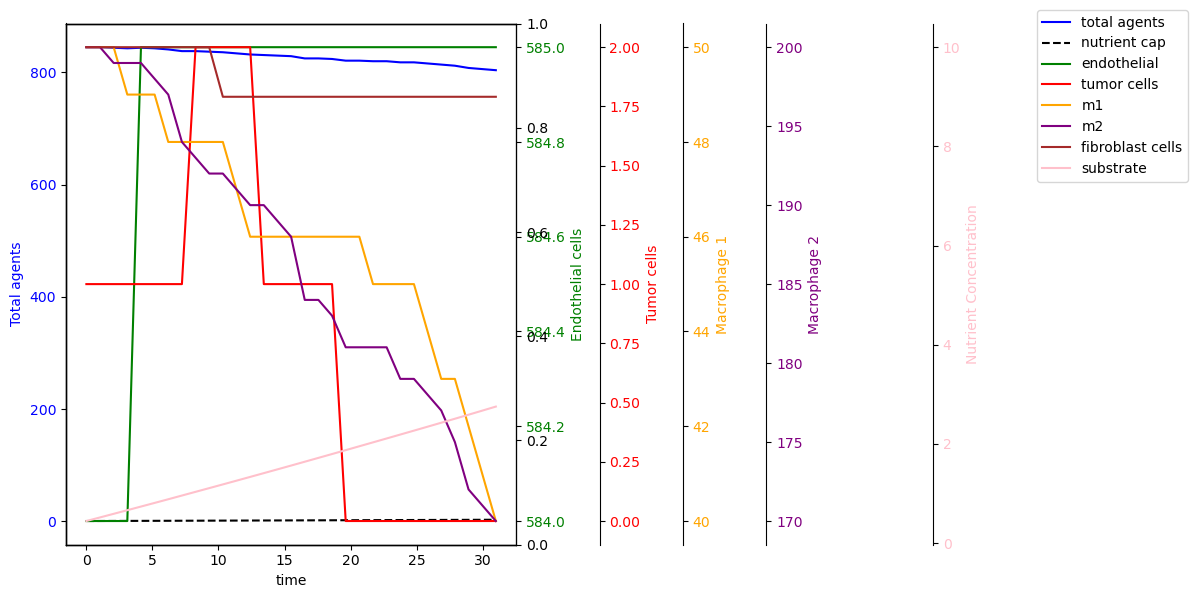 total agents
nutrient cap
endothelial
tumor cells
m1
m2
fibroblast cells
substrate
Total agents
800
600
400
200
0
0 5 10 15 20 25 30
time
1.0
0.8
0.6
0.4
0.2
0.0
585.0
584.8
584.6
584.4
584.2
584.0
Endothelial cells
2.00
1.75
1.50
1.25
1.00
0.75
0.50
0.25
0.00
Tumor cells
50
48
46
44
42
40
Macrophage 1
200
195
190
185
180
175
170
Macrophage 2
10
8
6
4
2
0
Nutrient Concentration